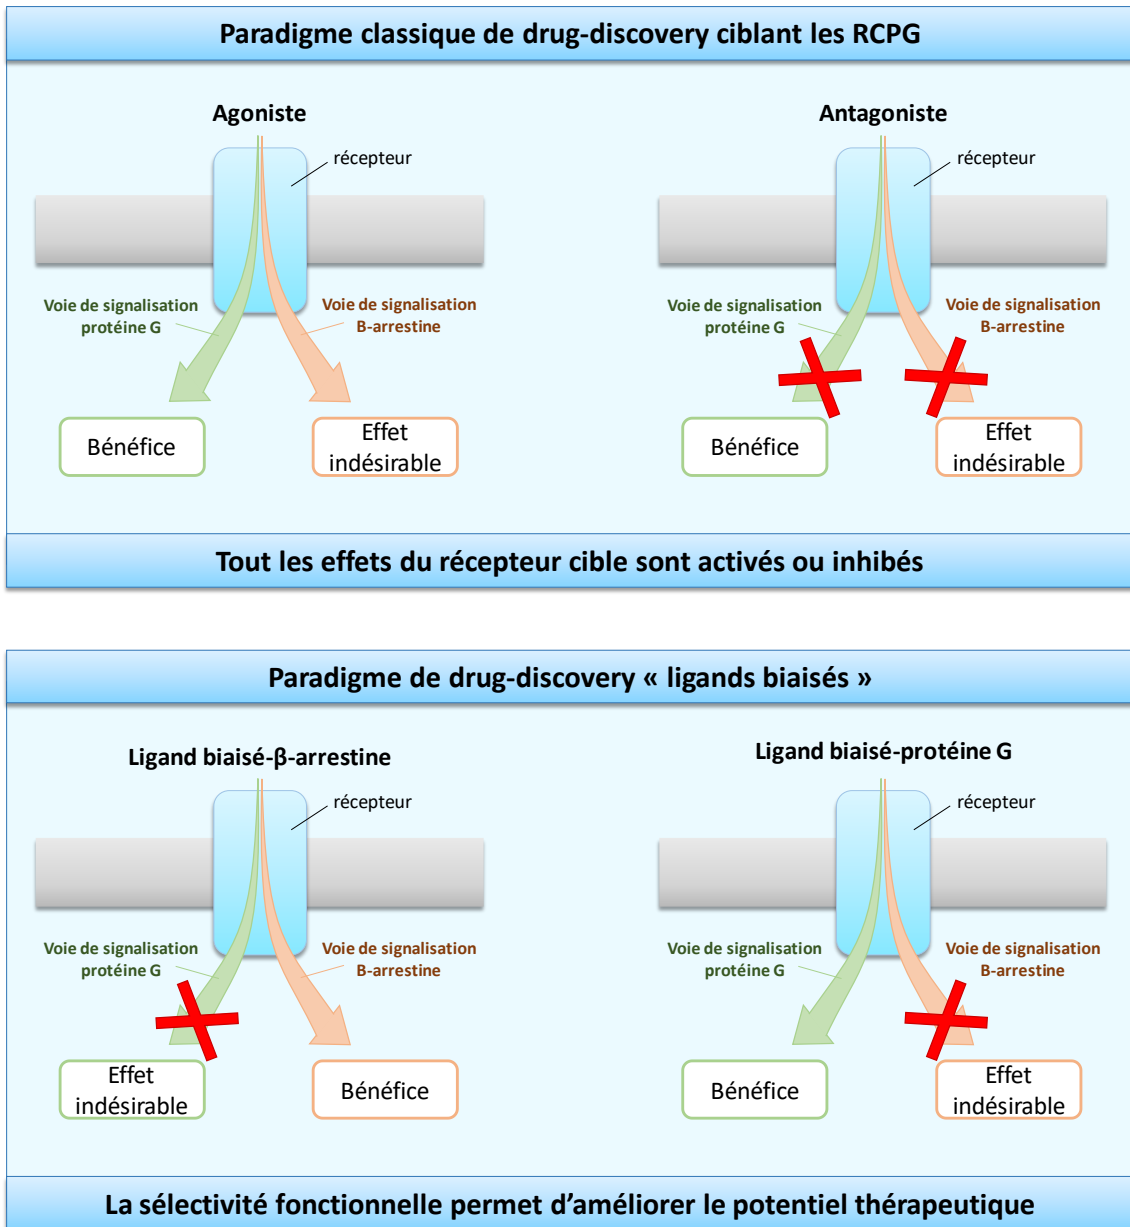 Paradigme classique de drug-discovery ciblant les RCPG
Agoniste
récepteur
Voie de signalisation
protéine G
Voie de signalisation
B-arrestine
Bénéfice
Effet
indésirable
Antagoniste
récepteur
Voie de signalisation
protéine G
Voie de signalisation
B-arrestine
Bénéfice
Effet
indésirable
Tout les effets du récepteur cible sont activés ou inhibés
Paradigme de drug-discovery « ligands biaisés »
Ligand biaisé-β-arrestine
récepteur
Voie de signalisation
protéine G
Voie de signalisation
B-arrestine
Effet
indésirable
Bénéfice
Ligand biaisé-protéine G
récepteur
Voie de signalisation
protéine G
Voie de signalisation
B-arrestine
Bénéfice
Effet
indésirable
La sélectivité fonctionnelle permet d’améliorer le potentiel thérapeutique